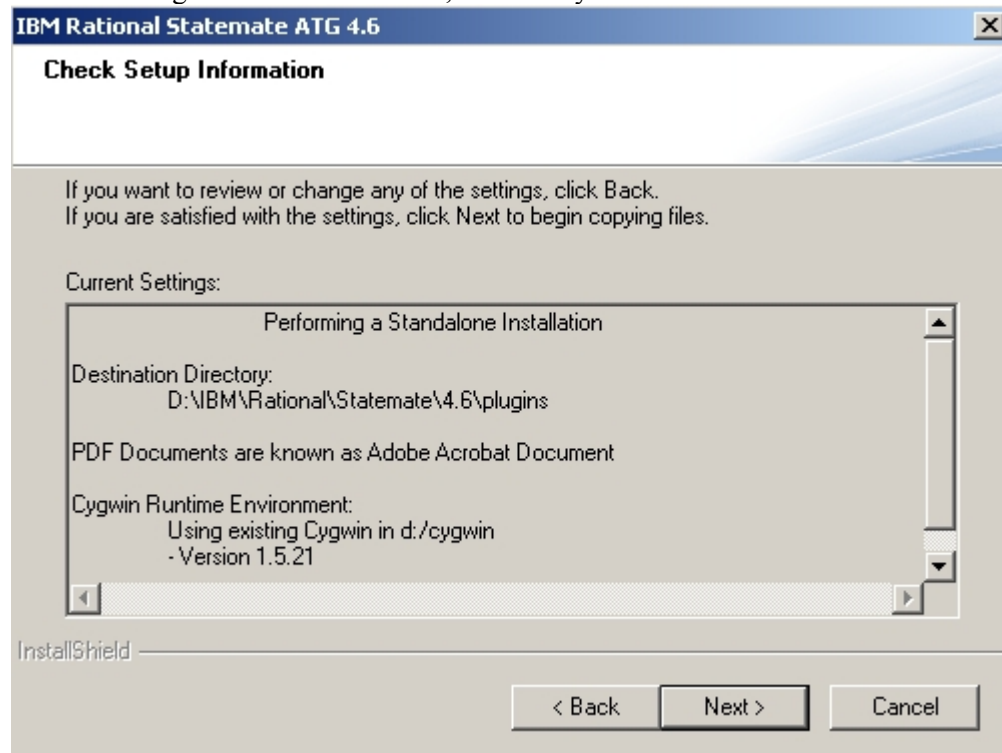 IBM Rational Statemate ATG 4.6
Check Setup Information
If you want to review or change any of the settings, click Back.
If you are satisfied with the settings, click Next to begin copying files.
Current Settings:
Performing a Standalone Installation
Destination Directory:
D:\IBM\Rational\Statemate\4.6\plugins
PDF Documents are known as Adobe Acrobat Document
Cygwin Runtime Environment:
Using existing Cygwin in d:/cygwin
- Version 1.5.21
InstallShield
< Back Next > Cancel